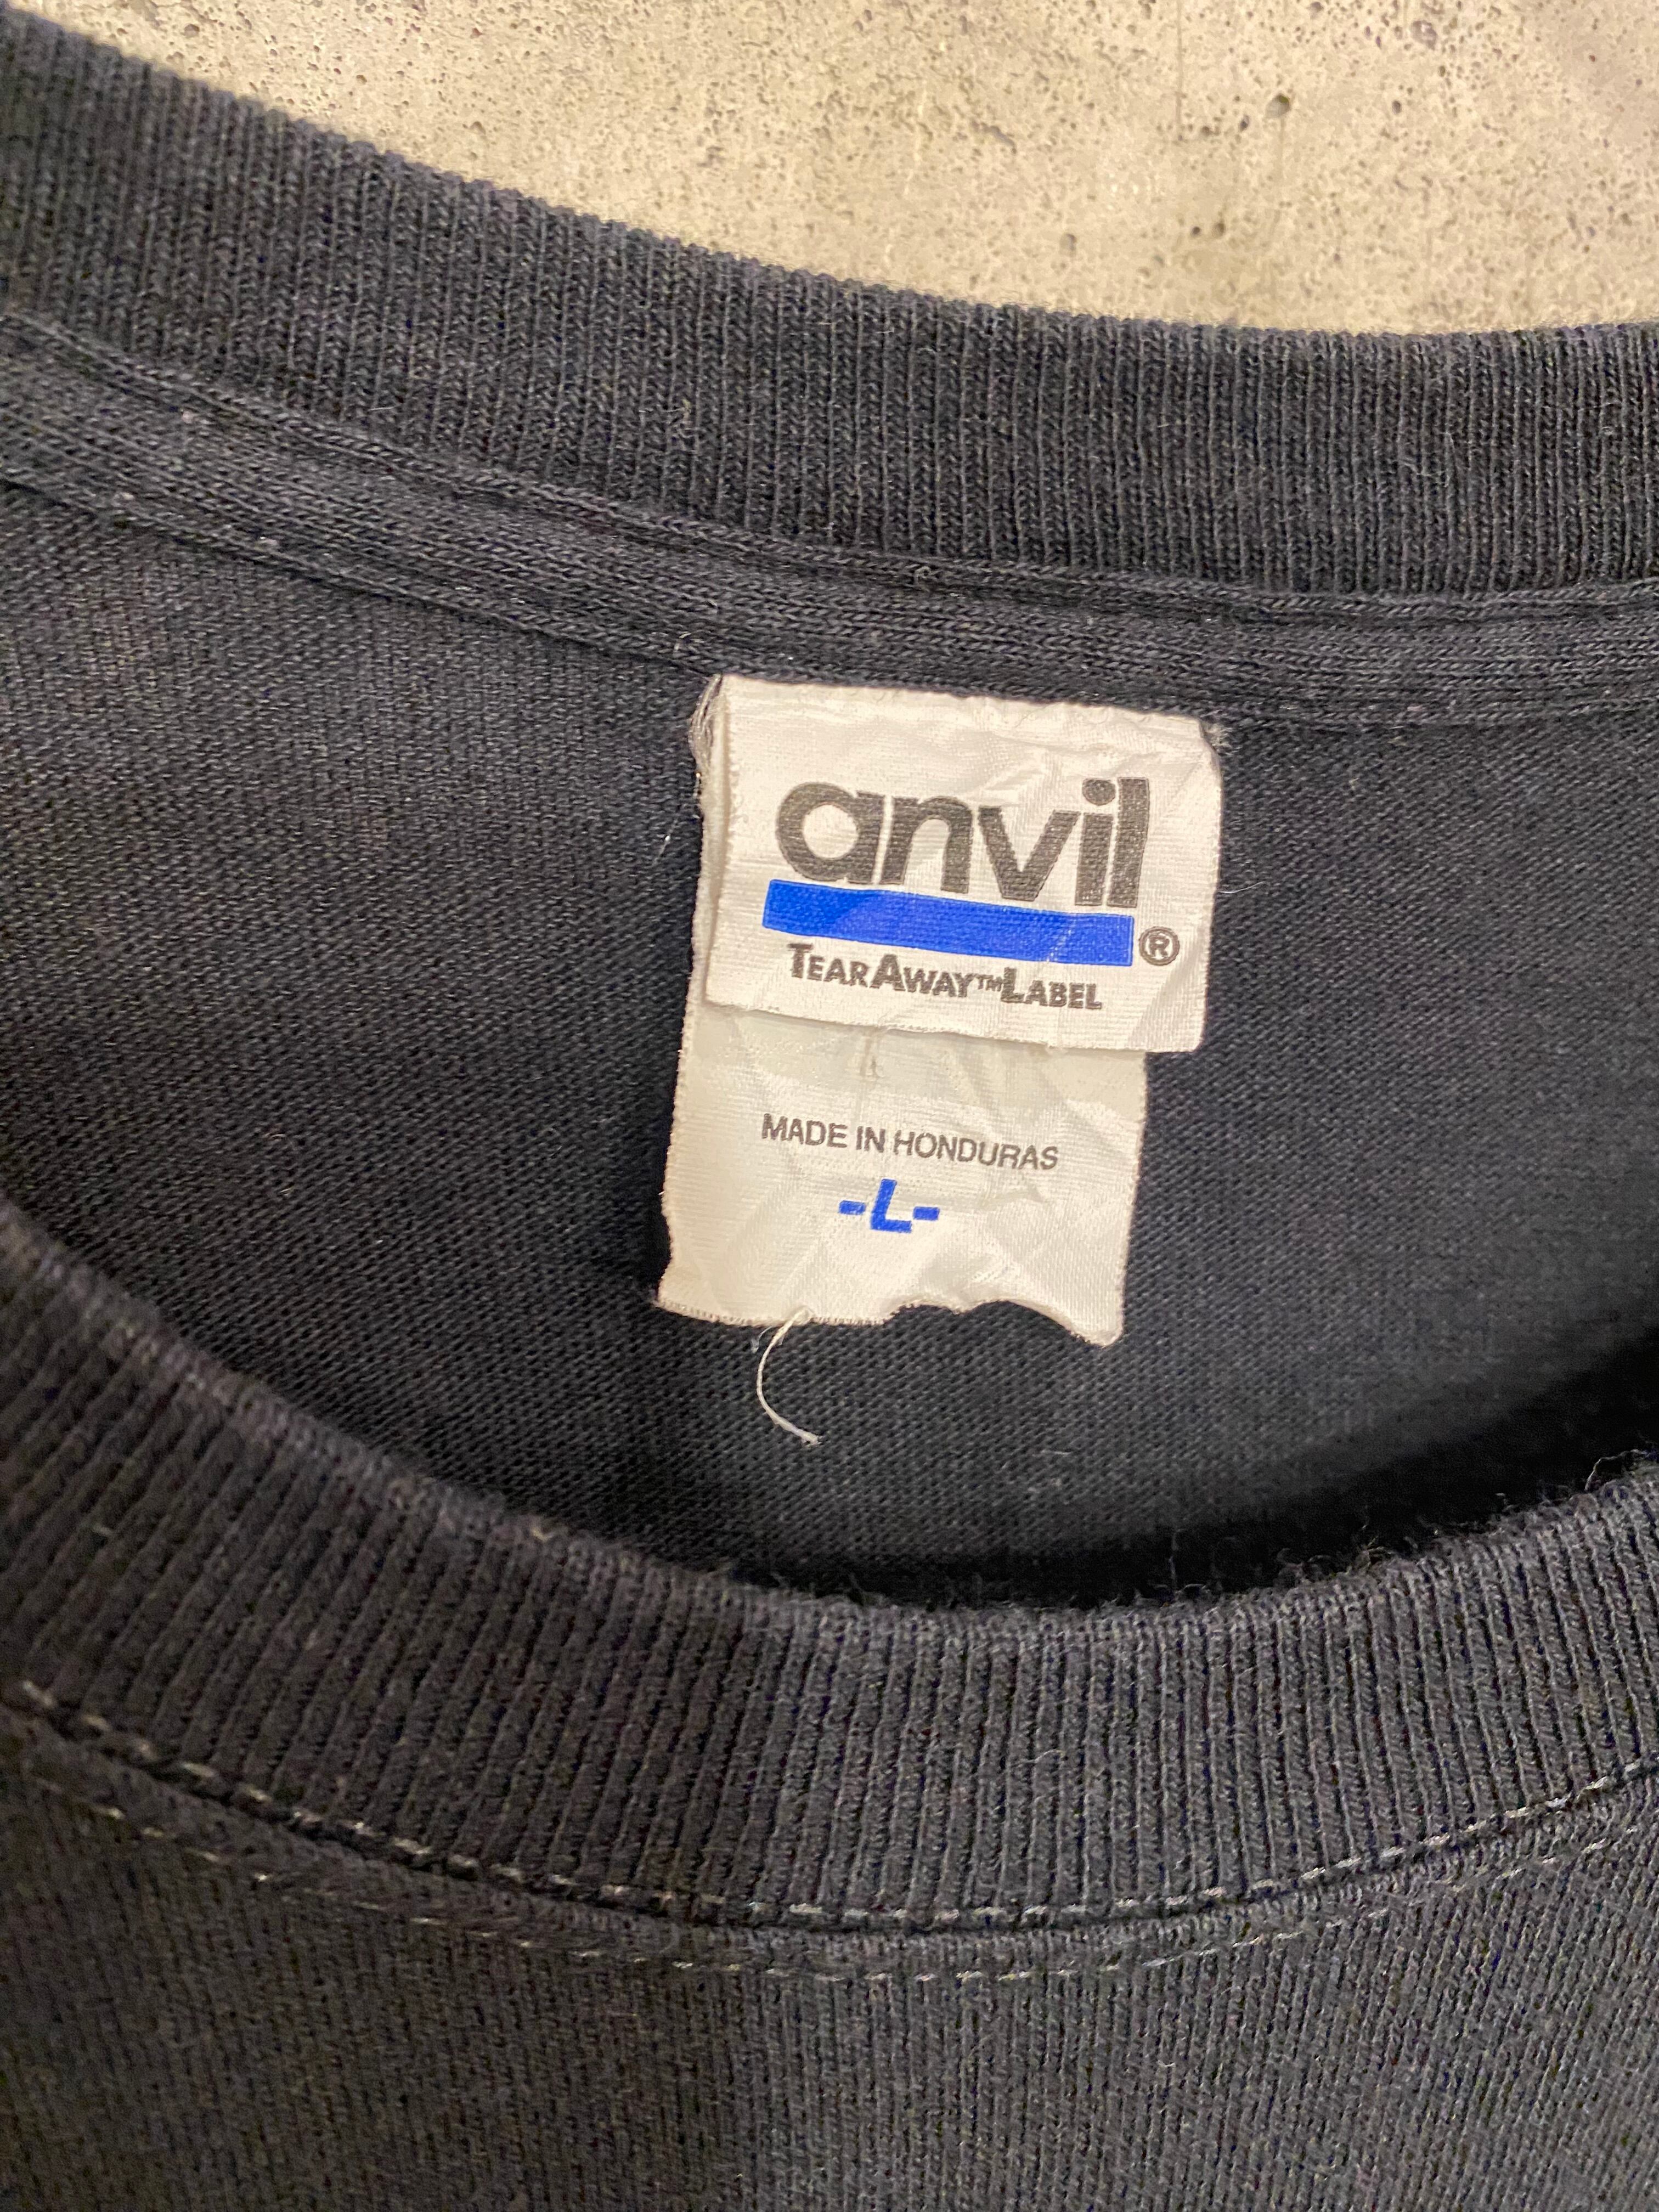 anvil
®
TEARAWAY™LABEL
MADE IN HONDURAS
-L-